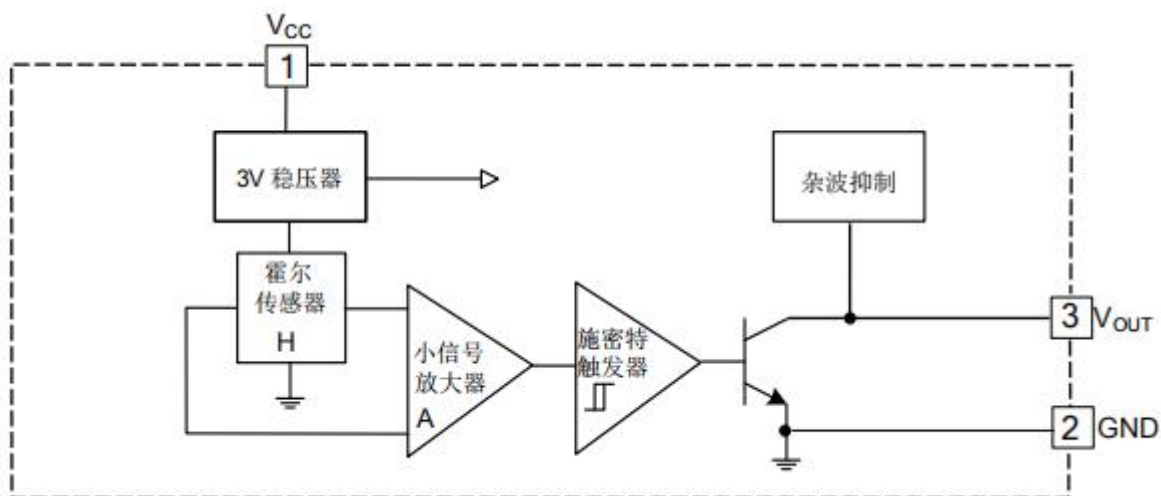 VCC
1
3V 稳压器
杂波抑制
霍尔
传感器
H
小信号
放大器
A
施密特
触发器
3 VOUT
2 GND